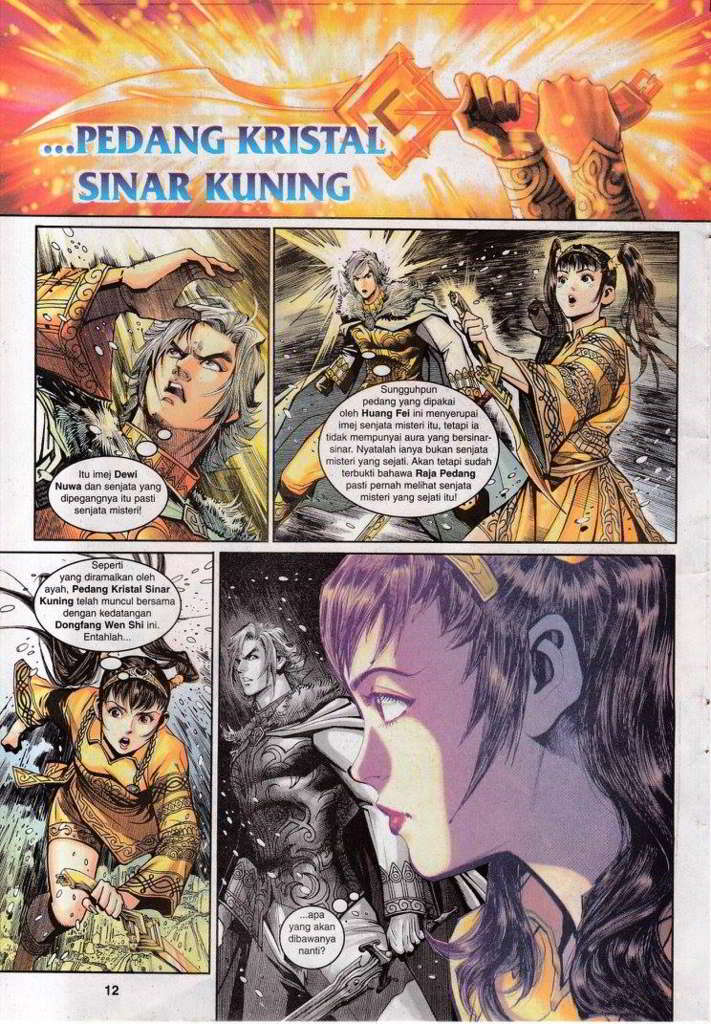 ...PEDANG KRISTAL
SINAR KUNING
Itu imej Dewi
Nuwa dan senjata yang
dipegangnya itu pasti
senjata misteri!
Sungguhpun
pedang yang dipakai
oleh Huang Fei ini menyerupai
imej senjata misteri itu, tetapi ia
tidak mempunyai aura yang bersinar-
sinar. Nyatalah ianya bukan senjata
misteri yang sejati. Akan tetapi sudah
terbukti bahawa Raja Pedang
pasti pernah melihat senjata
misteri yang sejati itu!
Seperti
yang diramalkan oleh
ayah, Pedang Kristal Sinar
Kuning telah muncul bersama
dengan kedatangan
Dongfang Wen Shi ini.
Entahlah...
...apa
yang akan
dibawanya
nanti?
12